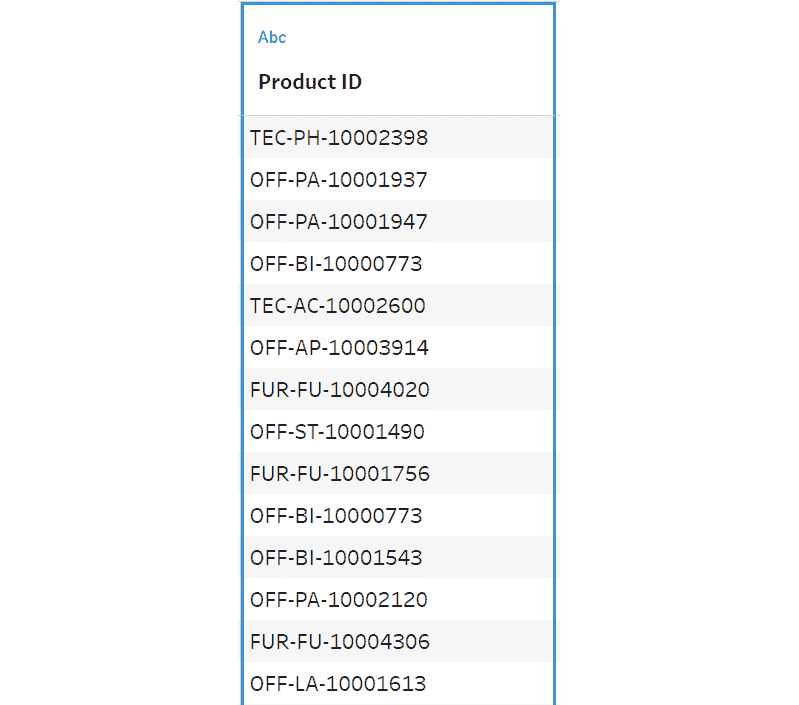 Abc
Product ID
TEC-PH-10002398
OFF-PA-10001937
OFF-PA-10001947
OFF-BI-10000773
TEC-AC-10002600
OFF-AP-10003914
FUR-FU-10004020
OFF-ST-10001490
FUR-FU-10001756
OFF-BI-10000773
OFF-BI-10001543
OFF-PA-10002120
FUR-FU-10004306
OFF-LA-10001613